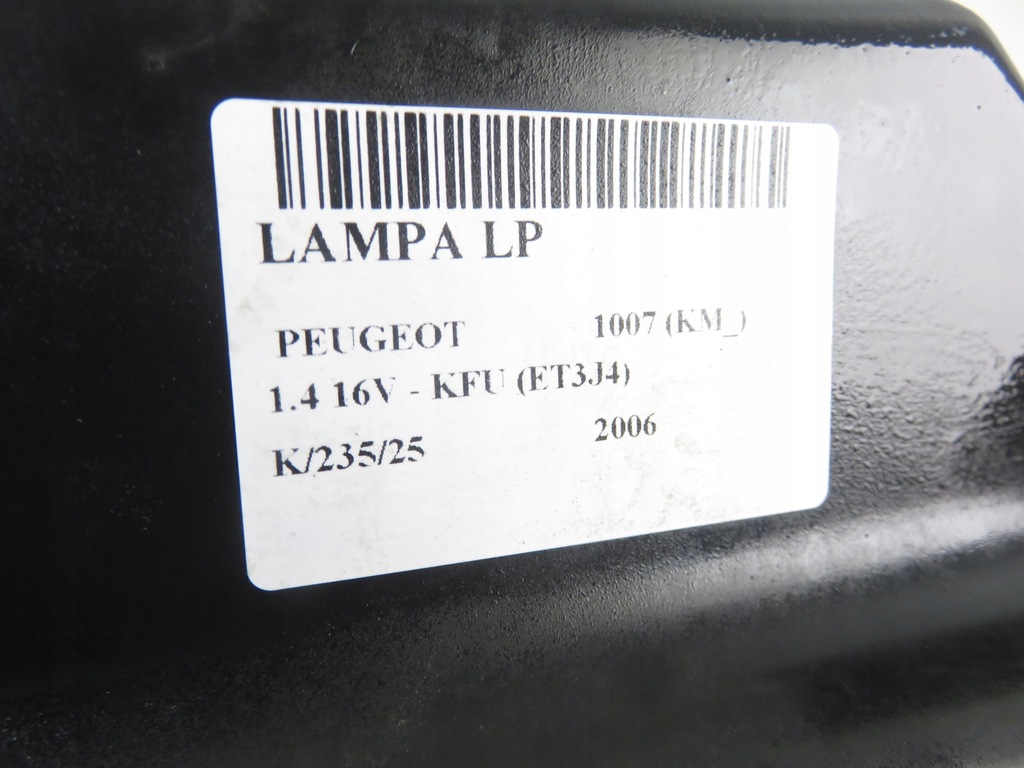 LAMPA LP
PEUGEOT 1007 (KM_)
1.4 16V - KFU (ET3J4)
K/235/25 2006